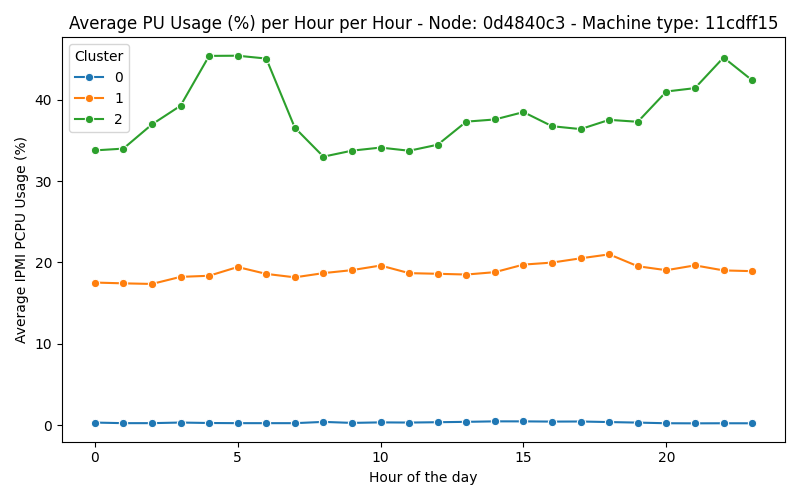 Average PU Usage (%) per Hour per Hour - Node: 0d4840c3 - Machine type: 11cdff15
Cluster
0
1
2
Average IPMI PCPU Usage (%)
40
30
20
10
0
0 5 10 15 20
Hour of the day